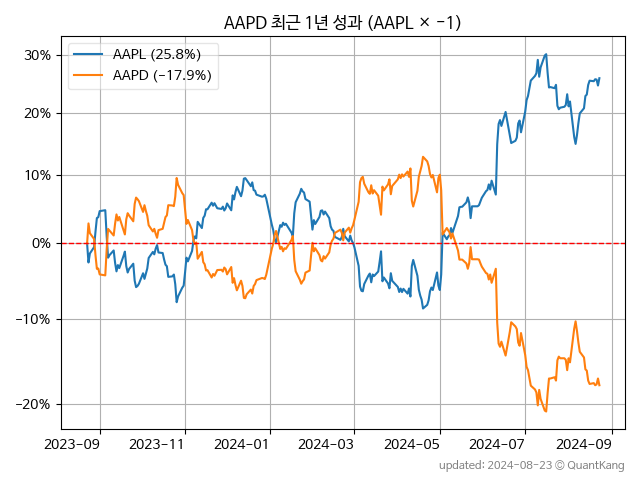 AAPD 최근 1년 성과 (AAPL × −1)
AAPL (25.8%)
AAPD (−17.9%)
30%
20%
10%
0%
−10%
−20%
2023-09 2023-11 2024-01 2024-03 2024-05 2024-07 2024-09
updated: 2024-08-23 © QuantKang